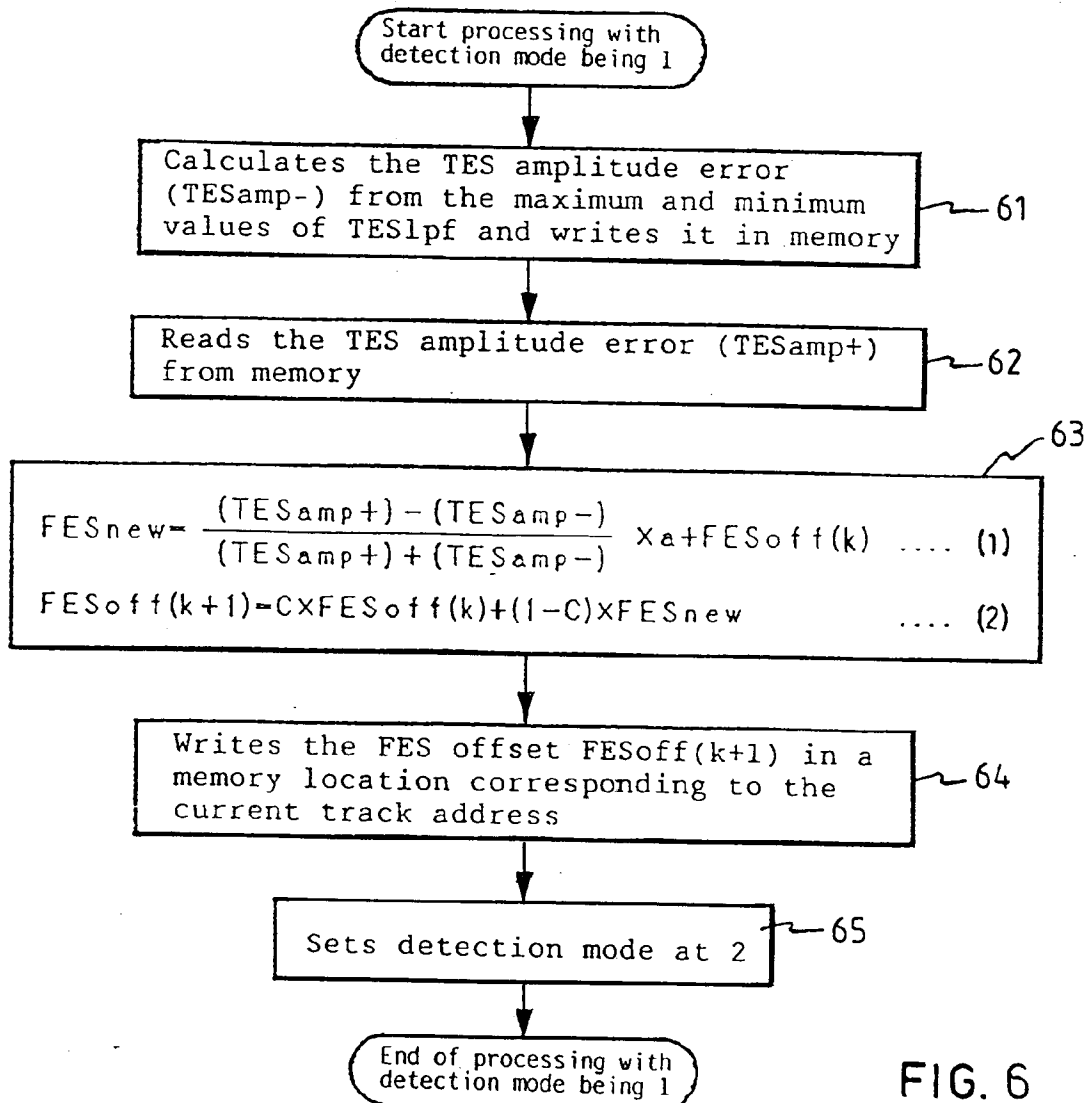 Start processing with
detection mode being 1
Calculates the TES amplitude error
(TESamp-) from the maximum and minimum
values of TESlpf and writes it in memory
61
Reads the TES amplitude error (TESamp+)
from memory
62
63
FESnew= (TESamp+)-(TESamp-)
(TESamp+)+(TESamp-) ×a+FESoff(k) .... (1)
FESoff(k+1)=C×FESoff(k)+(1-C)×FESnew .... (2)
Writes the FES offset FESoff(k+1) in a
memory location corresponding to the
current track address
64
Sets detection mode at 2
65
End of processing with
detection mode being 1
FIG. 6